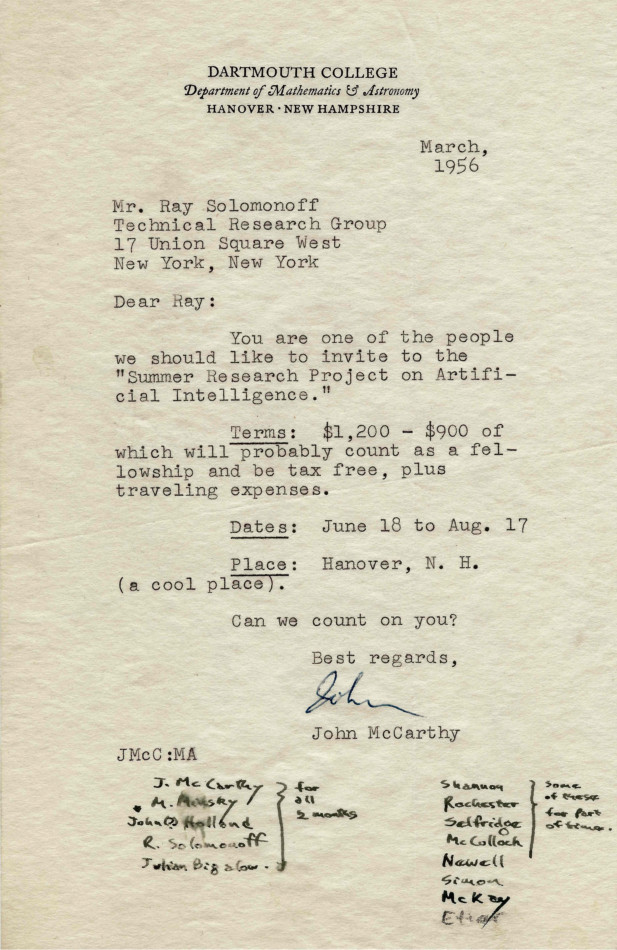 DARTMOUTH COLLEGE
Department of Mathematics & Astronomy
HANOVER · NEW HAMPSHIRE
March,
1956
Mr. Ray Solomonoff
Technical Research Group
17 Union Square West
New York, New York
Dear Ray:
You are one of the people
we should like to invite to the
"Summer Research Project on Artifi-
cial Intelligence."
Terms: $1,200 - $900 of
which will probably count as a fel-
lowship and be tax free, plus
traveling expenses.
Dates: June 18 to Aug. 17
Place: Hanover, N. H.
(a cool place).
Can we count on you?
Best regards,
John
John McCarthy
JMcC:MA
J. McCarthy
M. Minsky
John(?) Holland
R. Solomonoff
Julian Bigelow.
for
all
2 months
Shannon
Rochester
Selfridge
McCulloch
Newell
Simon
McKay
some
of these
for part
of time.